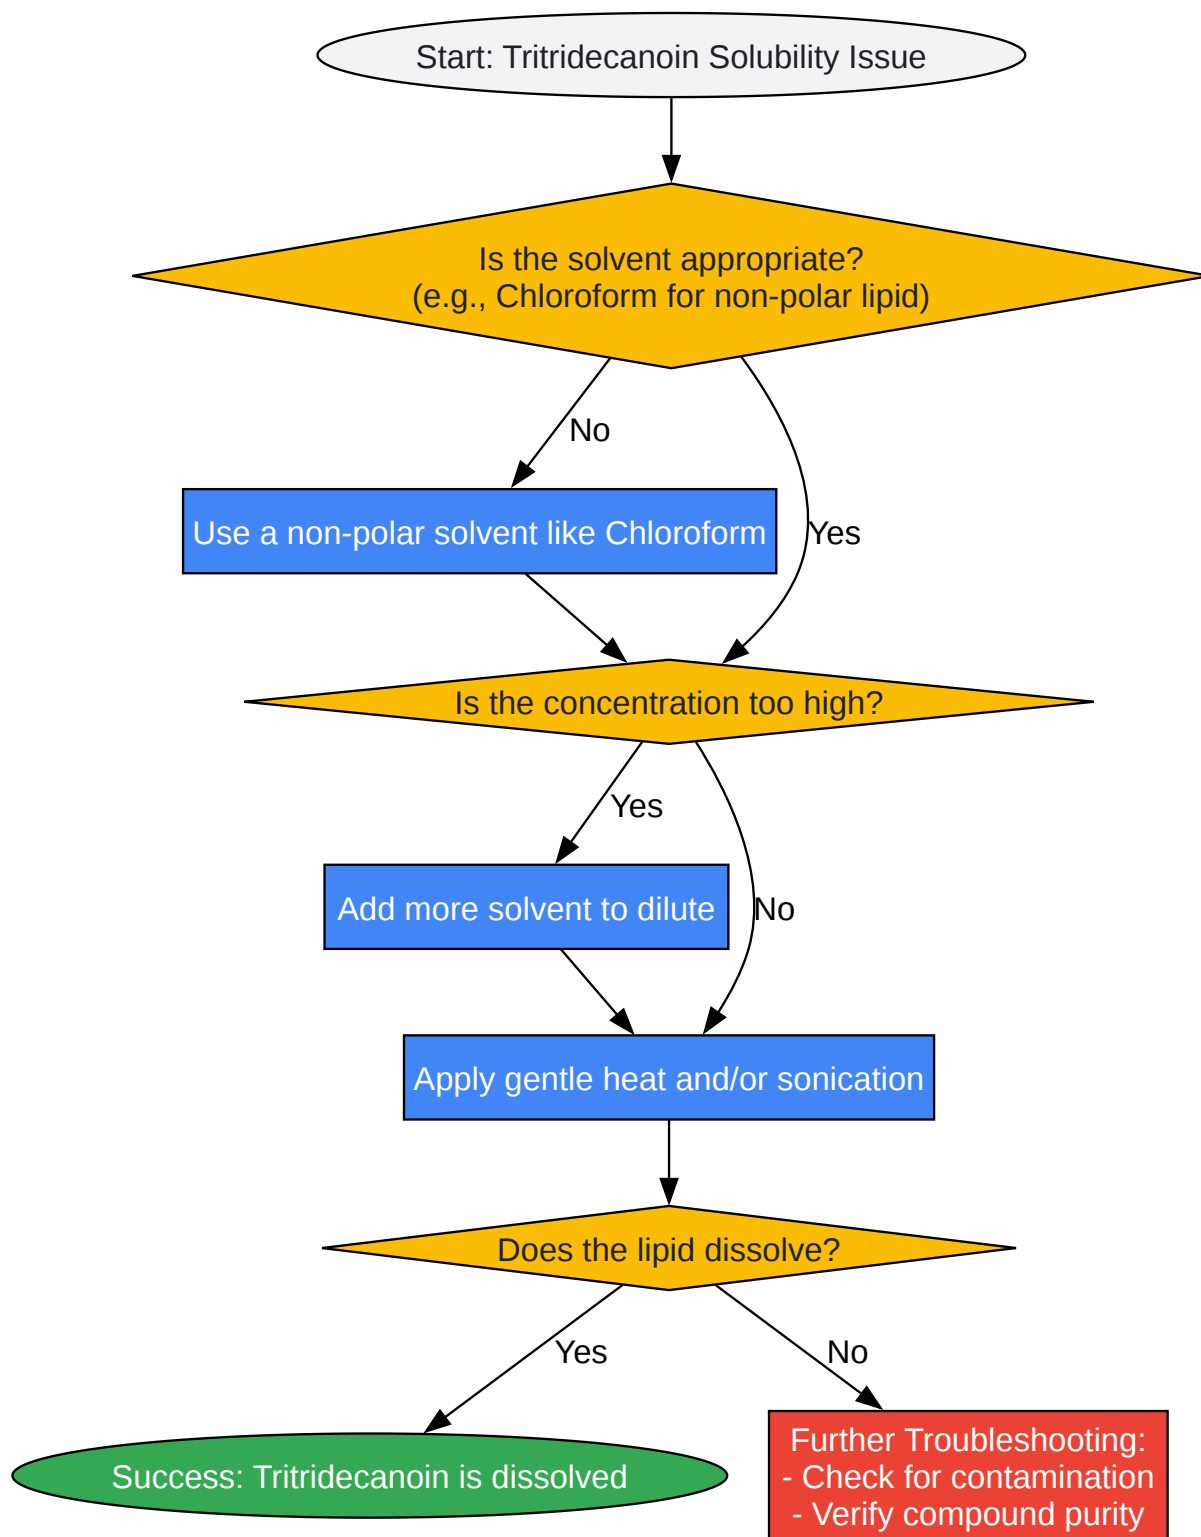 Start: Tritridecanoin Solubility Issue
Is the solvent appropriate?
(e.g., Chloroform for non-polar lipid)
No
Use a non-polar solvent like Chloroform
Yes
Is the concentration too high?
Yes
Add more solvent to dilute
No
Apply gentle heat and/or sonication
Does the lipid dissolve?
Yes
No
Success: Tritridecanoin is dissolved
Further Troubleshooting:
- Check for contamination
- Verify compound purity